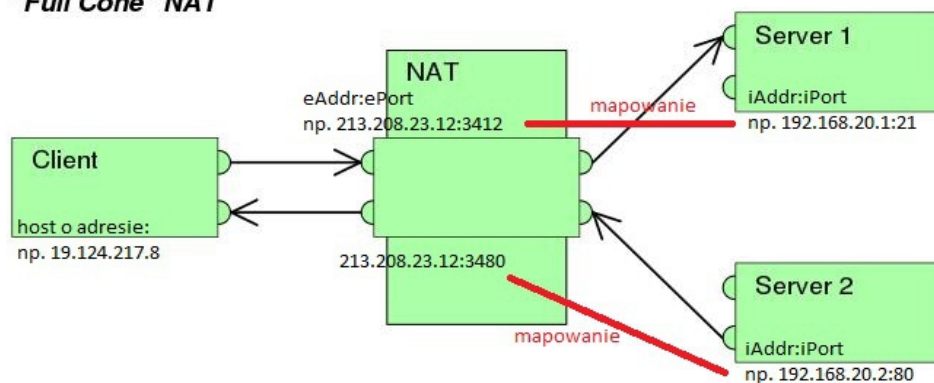 "Full Cone" NAT
Client
host o adresie:
np. 19.124.217.8
NAT
eAddr:ePort
np. 213.208.23.12:3412
213.208.23.12:3480
mapowanie
mapowanie
Server 1
iAddr:iPort
np. 192.168.20.1:21
Server 2
iAddr:iPort
np. 192.168.20.2:80